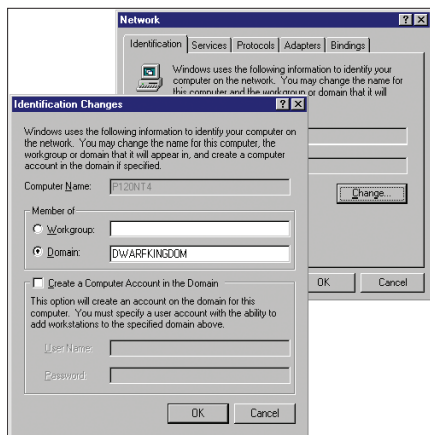 Network
Identification Services Protocols Adapters Bindings
Windows uses the following information to identify your
computer on the network. You may change the name for
this computer and the workgroup or domain that it will
Change...
OK Cancel
Identification Changes
Windows uses the following information to identify your computer on
the network. You may change the name for this computer, the
workgroup or domain that it will appear in, and create a computer
account in the domain if specified.
Computer Name: P120NT4
Member of
Workgroup:
Domain: DWARFKINGDOM
Create a Computer Account in the Domain
This option will create an account on the domain for this
computer. You must specify a user account with the ability to
add workstations to the specified domain above.
User Name:
Password:
OK Cancel